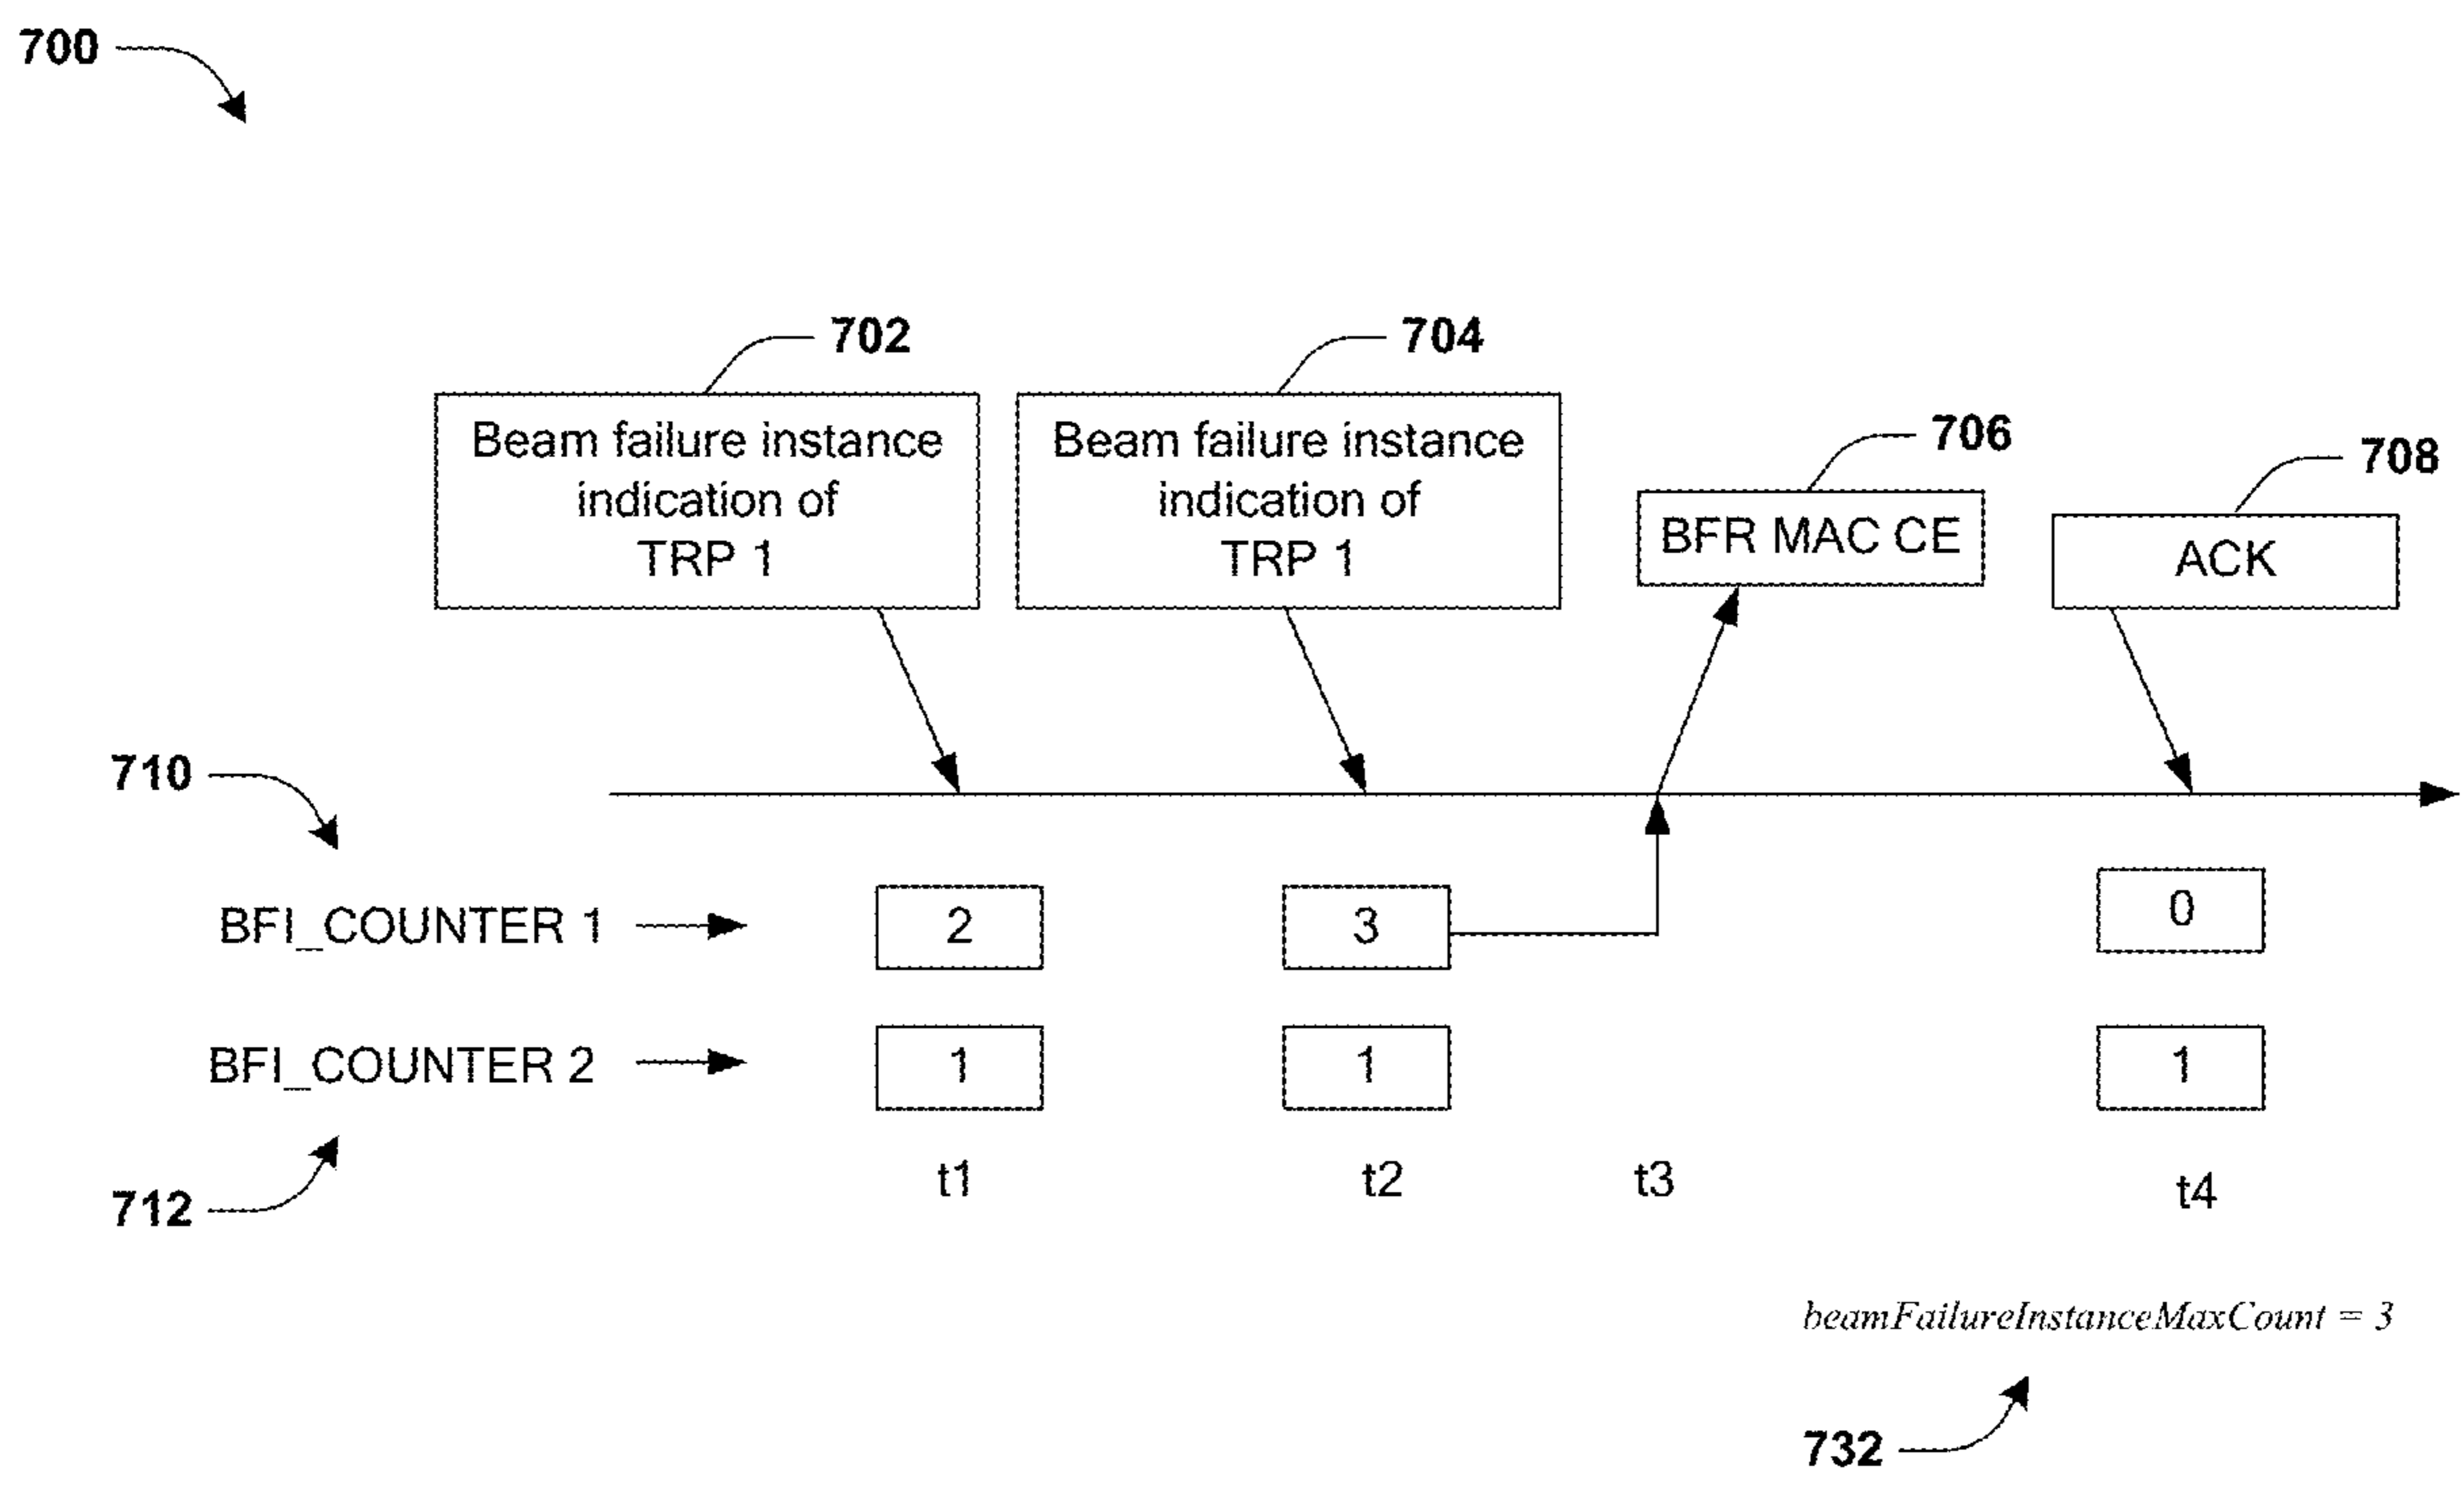 700
702
704
Beam failure instance
indication of
TRP 1
Beam failure instance
indication of
TRP 1
706
BFR MAC CE
708
ACK
710
BFI_COUNTER 1
2
3
0
BFI_COUNTER 2
1
1
1
712
t1
t2
t3
t4
beamFailureInstanceMaxCount = 3
732